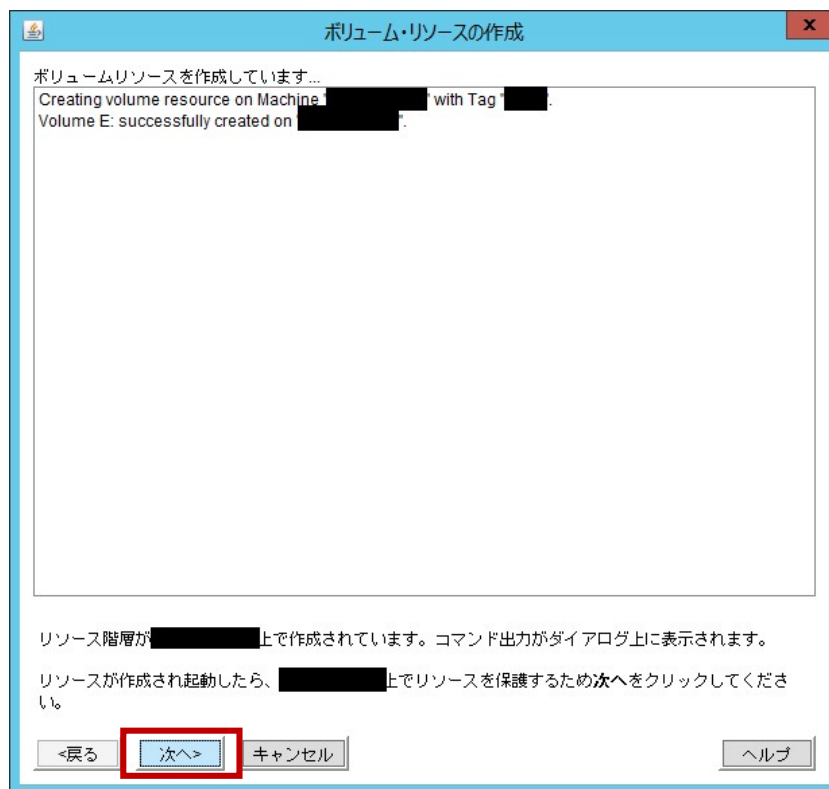 ボリューム・リソースの作成
x
ボリュームリソースを作成しています...
Creating volume resource on Machine " " with Tag " ".
Volume E: successfully created on " ".
リソース階層が 上で作成されています。コマンド出力がダイアログ上に表示されます。
リソースが作成され起動したら、 上でリソースを保護するため次へをクリックしてくださ
い。
<戻る 次へ> キャンセル ヘルプ